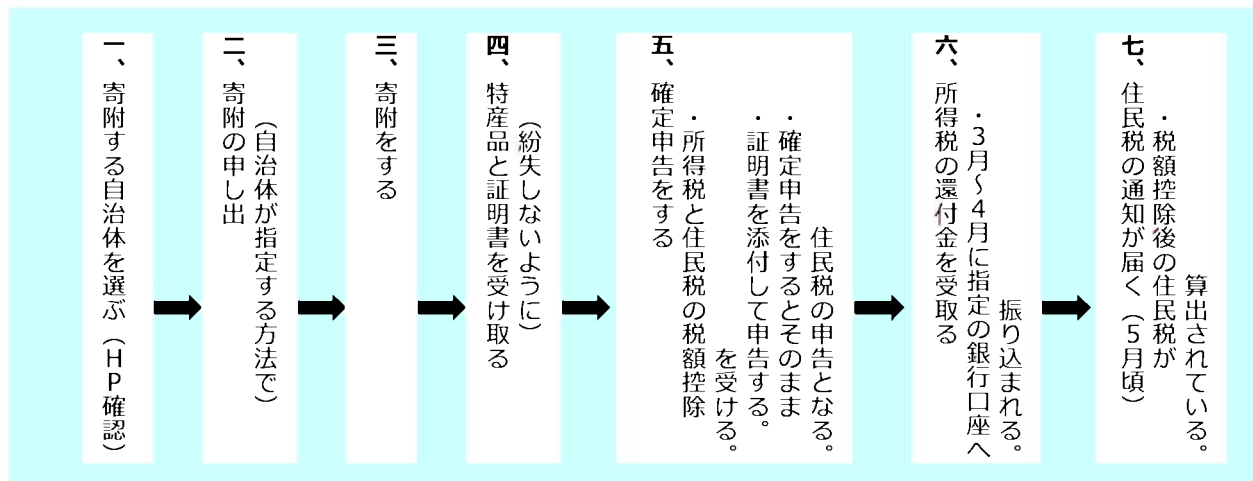 一、寄附する自治体を選ぶ（ＨＰ確認）
二、寄附の申し出
（自治体が指定する方法で）
三、寄附をする
四、特産品と証明書を受け取る
（紛失しないように）
五、確定申告をする
・所得税と住民税の税額控除
を受ける。
・証明書を添付して申告する。
・確定申告をするとそのまま
住民税の申告となる。
六、所得税の還付金を受取る
・３月～４月に指定の銀行口座へ
振り込まれる。
七、住民税の通知が届く（５月頃）
・税額控除後の住民税が
算出されている。